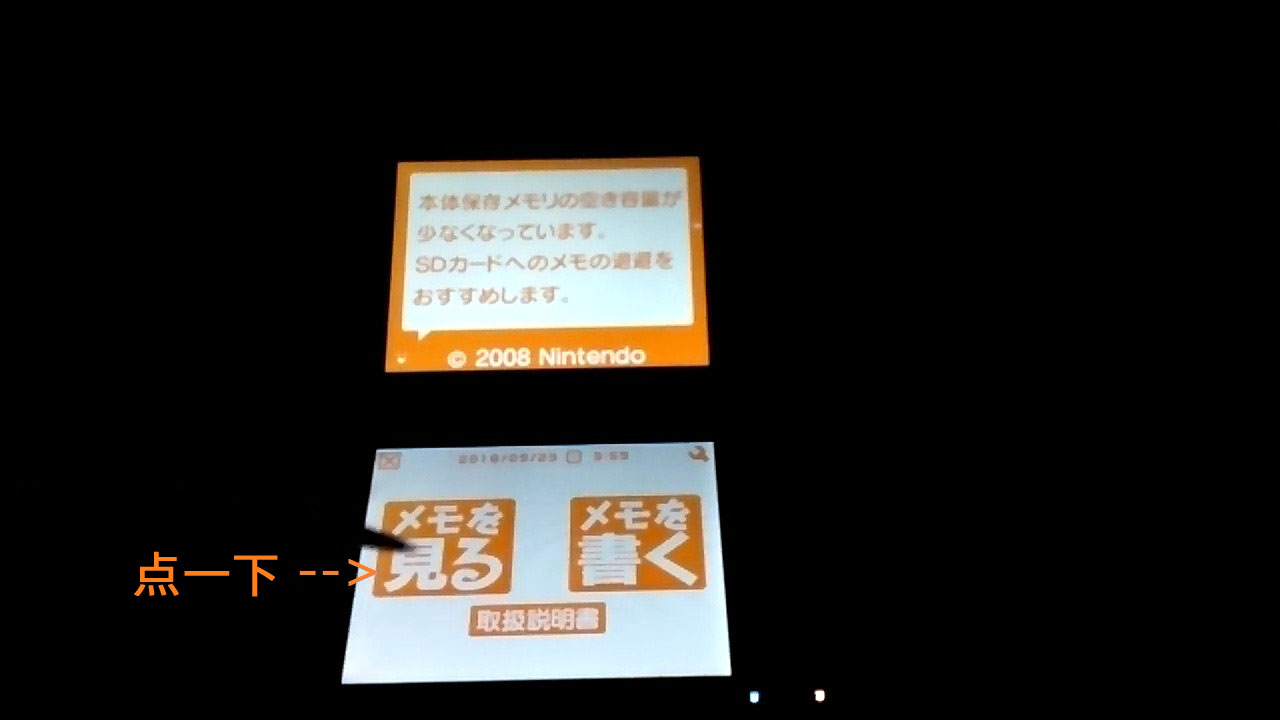 本体保存メモリの空き容量が
少なくなっています。
SDカードへのメモの退避を
おすすめします。
© 2008 Nintendo
メモを
見る
メモを
書く
取扱説明書
点一下 -->